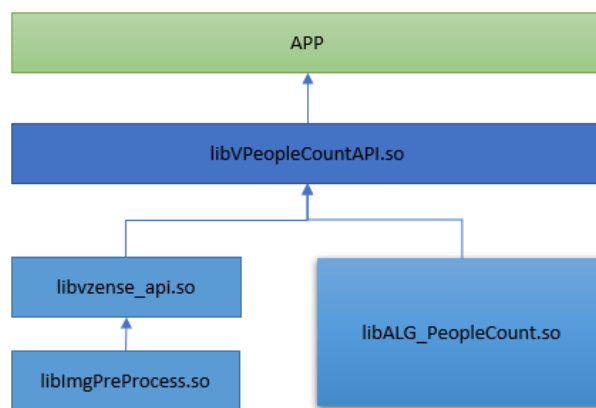 APP
libVPeopleCountAPI.so
libvzense_api.so
libALG_PeopleCount.so
libImgPreProcess.so